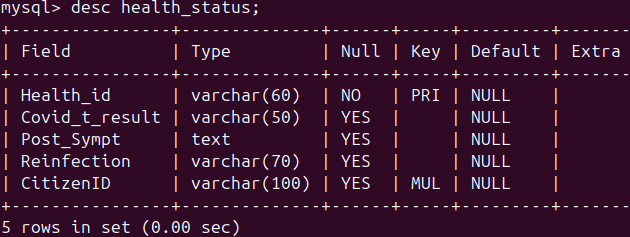 mysql> desc health_status;
+---------------+--------------+------+-----+---------+-------
| Field         | Type         | Null | Key | Default | Extra
+---------------+--------------+------+-----+---------+-------
| Health_id     | varchar(60)  | NO   | PRI | NULL    |
| Covid_t_result | varchar(50)  | YES  |     | NULL    |
| Post_Sympt    | text         | YES  |     | NULL    |
| Reinfection   | varchar(70)  | YES  |     | NULL    |
| CitizenID     | varchar(100) | YES  | MUL | NULL    |
+---------------+--------------+------+-----+---------+-------
5 rows in set (0.00 sec)